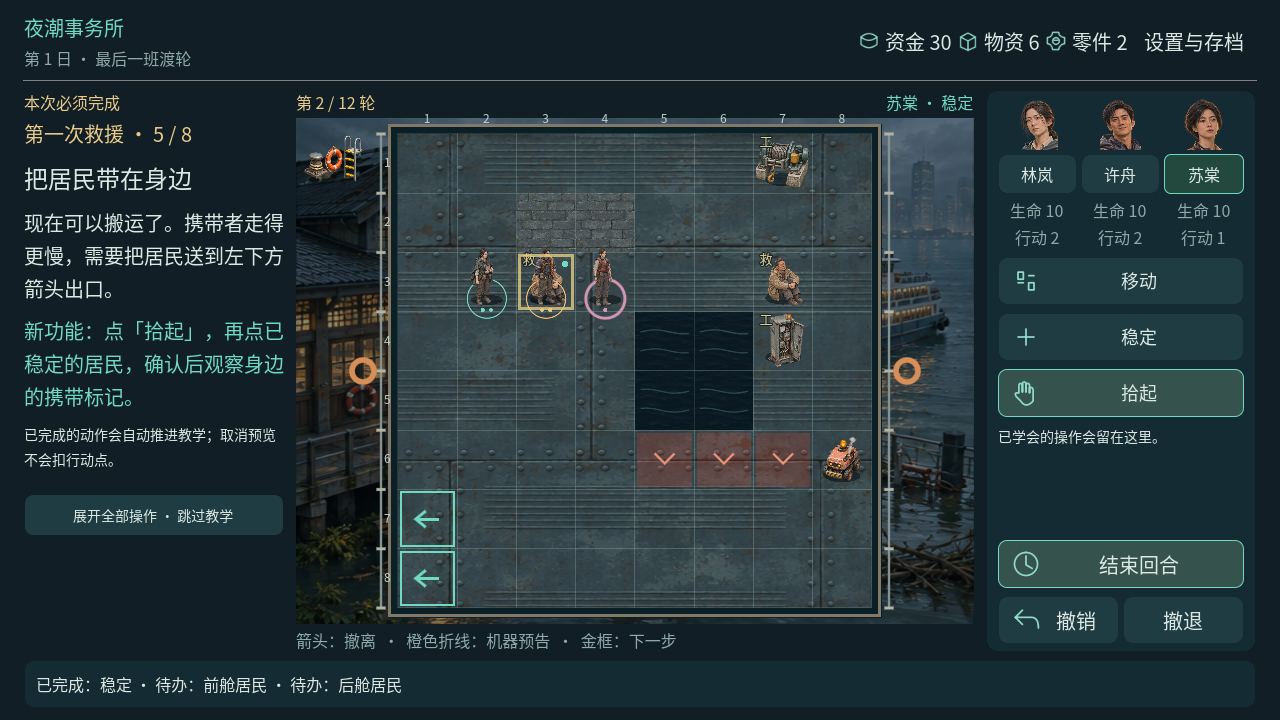 夜潮事务所
第 1 日 · 最后一班渡轮
资金 30 物资 6 零件 2 设置与存档
本次必须完成
第一次救援 · 5 / 8
把居民带在身边
现在可以搬运了。携带者走得
更慢，需要把居民送到左下方
箭头出口。
新功能：点「拾起」，再点已
稳定的居民，确认后观察身边
的携带标记。
已完成的动作会自动推进教学；取消预览
不会扣行动点。
展开全部操作 · 跳过教学
第 2 / 12 轮
苏棠 · 稳定
1 2 3 4 5 6 7 8
1
2
3
4
5
6
7
8
工
救
救
工
箭头：撤离 · 橙色折线：机器预告 · 金框：下一步
林岚 许舟 苏棠
生命 10 生命 10 生命 10
行动 2 行动 2 行动 1
移动
稳定
拾起
已学会的操作会留在这里。
结束回合
撤销 撤退
已完成：稳定 · 待办：前舱居民 · 待办：后舱居民